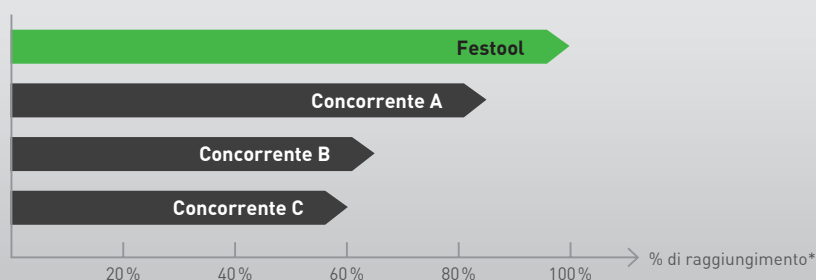 Festool
Concorrente A
Concorrente B
Concorrente C
% di raggiungimento*
20 % 40 % 60 % 80 % 100 %